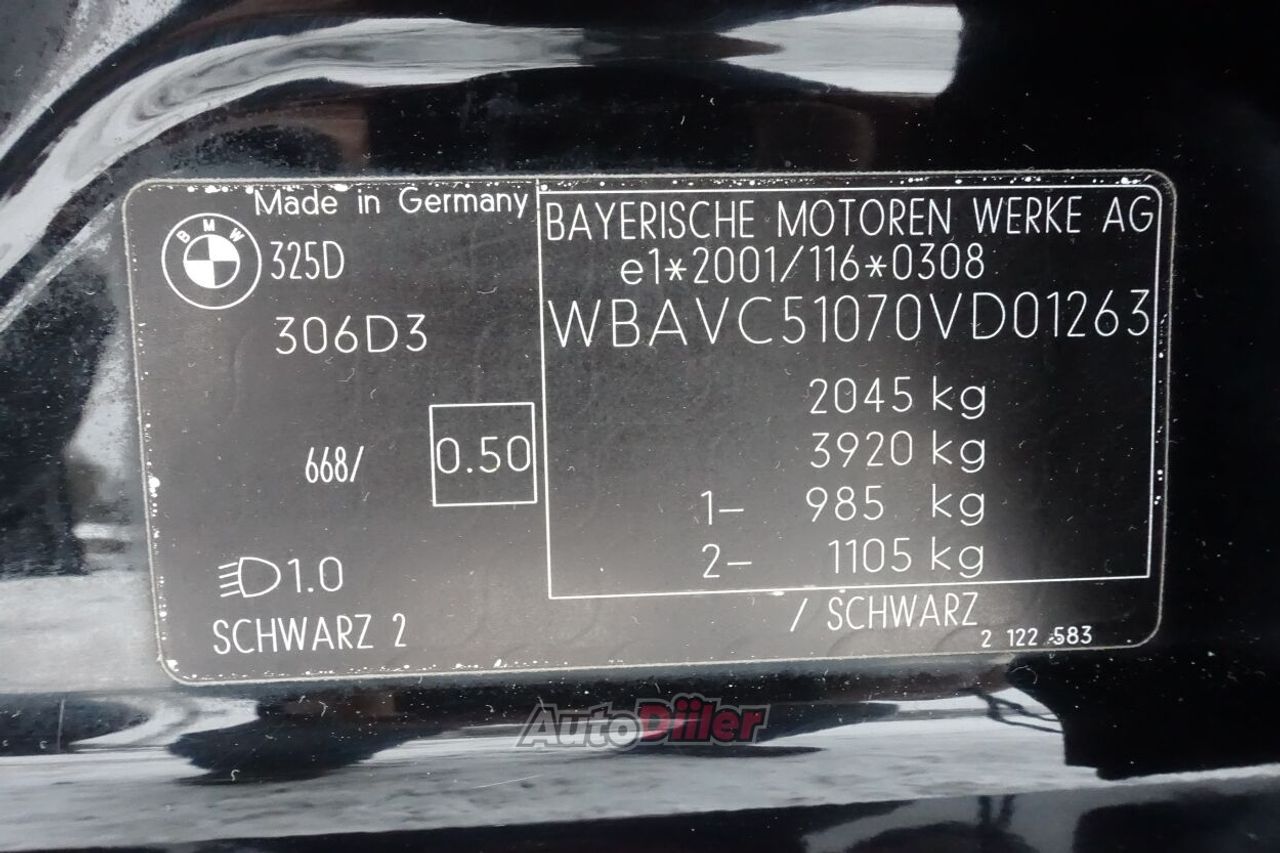 Made in Germany
BMW
325D
306D3
668/
0.50
1.0
SCHWARZ 2
BAYERISCHE MOTOREN WERKE AG
e1*2001/116*0308
WBAVC51070VD01263
2045 kg
3920 kg
1- 985 kg
2- 1105 kg
/ SCHWARZ
2 122 583
AutoDiiler